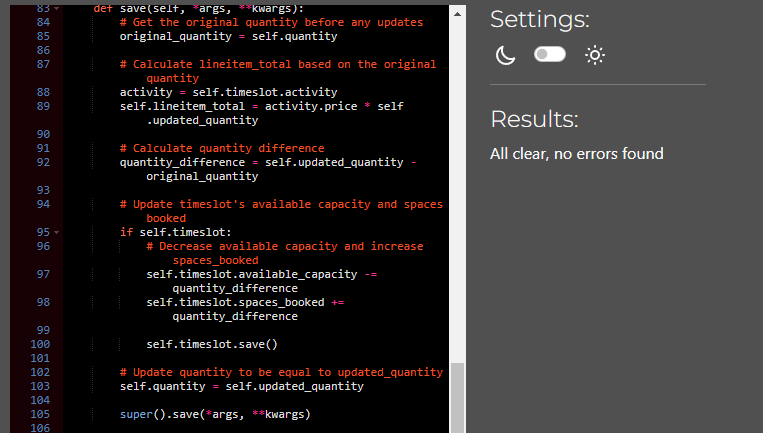 83 def save(self, *args, **kwargs):
84 # Get the original quantity before any updates
85 original_quantity = self.quantity
86
87 # Calculate lineitem_total based on the original
quantity
88 activity = self.timeslot.activity
89 self.lineitem_total = activity.price * self
.updated_quantity
90
91 # Calculate quantity difference
92 quantity_difference = self.updated_quantity -
original_quantity
93
94 # Update timeslot's available capacity and spaces
booked
95 if self.timeslot:
96 # Decrease available capacity and increase
spaces_booked
97 self.timeslot.available_capacity -=
quantity_difference
98 self.timeslot.spaces_booked +=
quantity_difference
99
100 self.timeslot.save()
101
102 # Update quantity to be equal to updated_quantity
103 self.quantity = self.updated_quantity
104
105 super().save(*args, **kwargs)
106
Settings:
Results:
All clear, no errors found